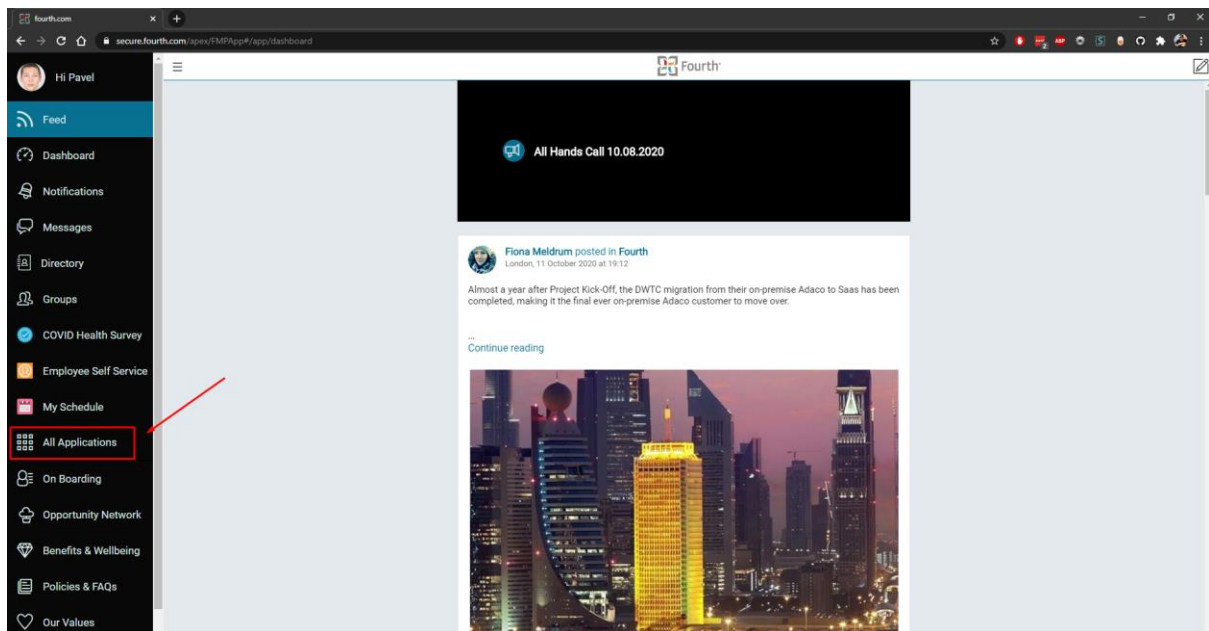 fourth.com
secure.fourth.com/apex/FMPApp#/app/dashboard
Hi Pavel
Fourth
Feed
Dashboard
Notifications
Messages
Directory
Groups
COVID Health Survey
Employee Self Service
My Schedule
All Applications
On Boarding
Opportunity Network
Benefits & Wellbeing
Policies & FAQs
Our Values
All Hands Call 10.08.2020
Fiona Meldrum posted in Fourth
London, 11 October 2020 at 19:12
Almost a year after Project Kick-Off, the DWTC migration from their on-premise Adaco to Saas has been
completed, making it the final ever on-premise Adaco customer to move over.
...
Continue reading